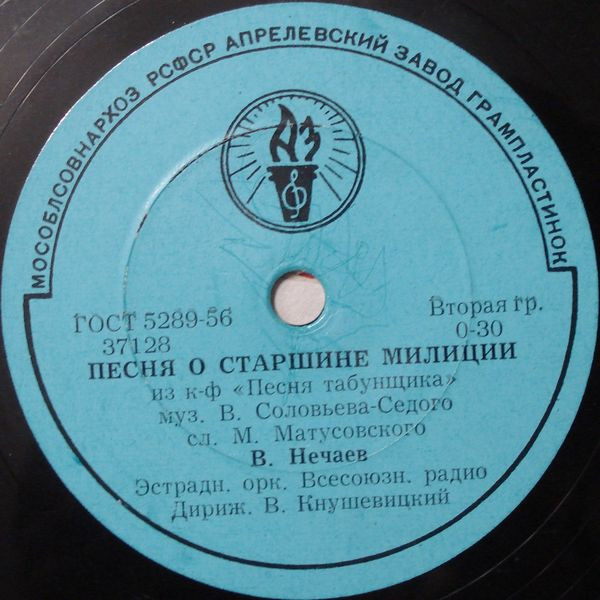 МОСОБЛСОВНАРХОЗ РСФСР АПРЕЛЕВСКИЙ ЗАВОД ГРАМПЛАСТИНОК
АЗ
ГОСТ 5289-56
37128
Вторая гр.
0-30
ПЕСНЯ О СТАРШИНЕ МИЛИЦИИ
из к-ф «Песня табунщика»
муз. В. Соловьева-Седого
сл. М. Матусовского
В. Нечаев
Эстрадн. орк. Всесоюзн. радио
Дириж. В. Кнушевицкий